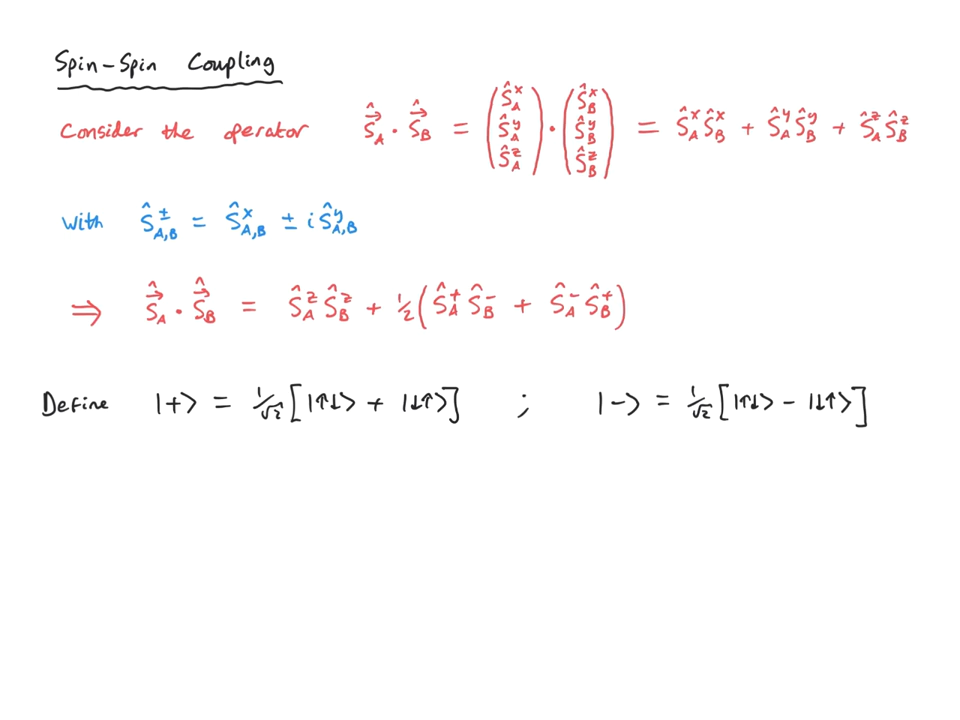 Spin-Spin Coupling
Consider the operator $\hat{\vec{S}}_A \cdot \hat{\vec{S}}_B = \begin{pmatrix} \hat{S}_A^x \\ \hat{S}_A^y \\ \hat{S}_A^z \end{pmatrix} \cdot \begin{pmatrix} \hat{S}_B^x \\ \hat{S}_B^y \\ \hat{S}_B^z \end{pmatrix} = \hat{S}_A^x \hat{S}_B^x + \hat{S}_A^y \hat{S}_B^y + \hat{S}_A^z \hat{S}_B^z$
with $\hat{S}_{A,B}^{\pm} = \hat{S}_{A,B}^x \pm i \hat{S}_{A,B}^y$
$\Rightarrow \hat{\vec{S}}_A \cdot \hat{\vec{S}}_B = \hat{S}_A^z \hat{S}_B^z + \frac{1}{2} \left( \hat{S}_A^+ \hat{S}_B^- + \hat{S}_A^- \hat{S}_B^+ \right)$
Define $|+\rangle = \frac{1}{\sqrt{2}} \left[ |\uparrow\downarrow\rangle + |\downarrow\uparrow\rangle \right]$ ; $|-\rangle = \frac{1}{\sqrt{2}} \left[ |\uparrow\downarrow\rangle - |\downarrow\uparrow\rangle \right]$